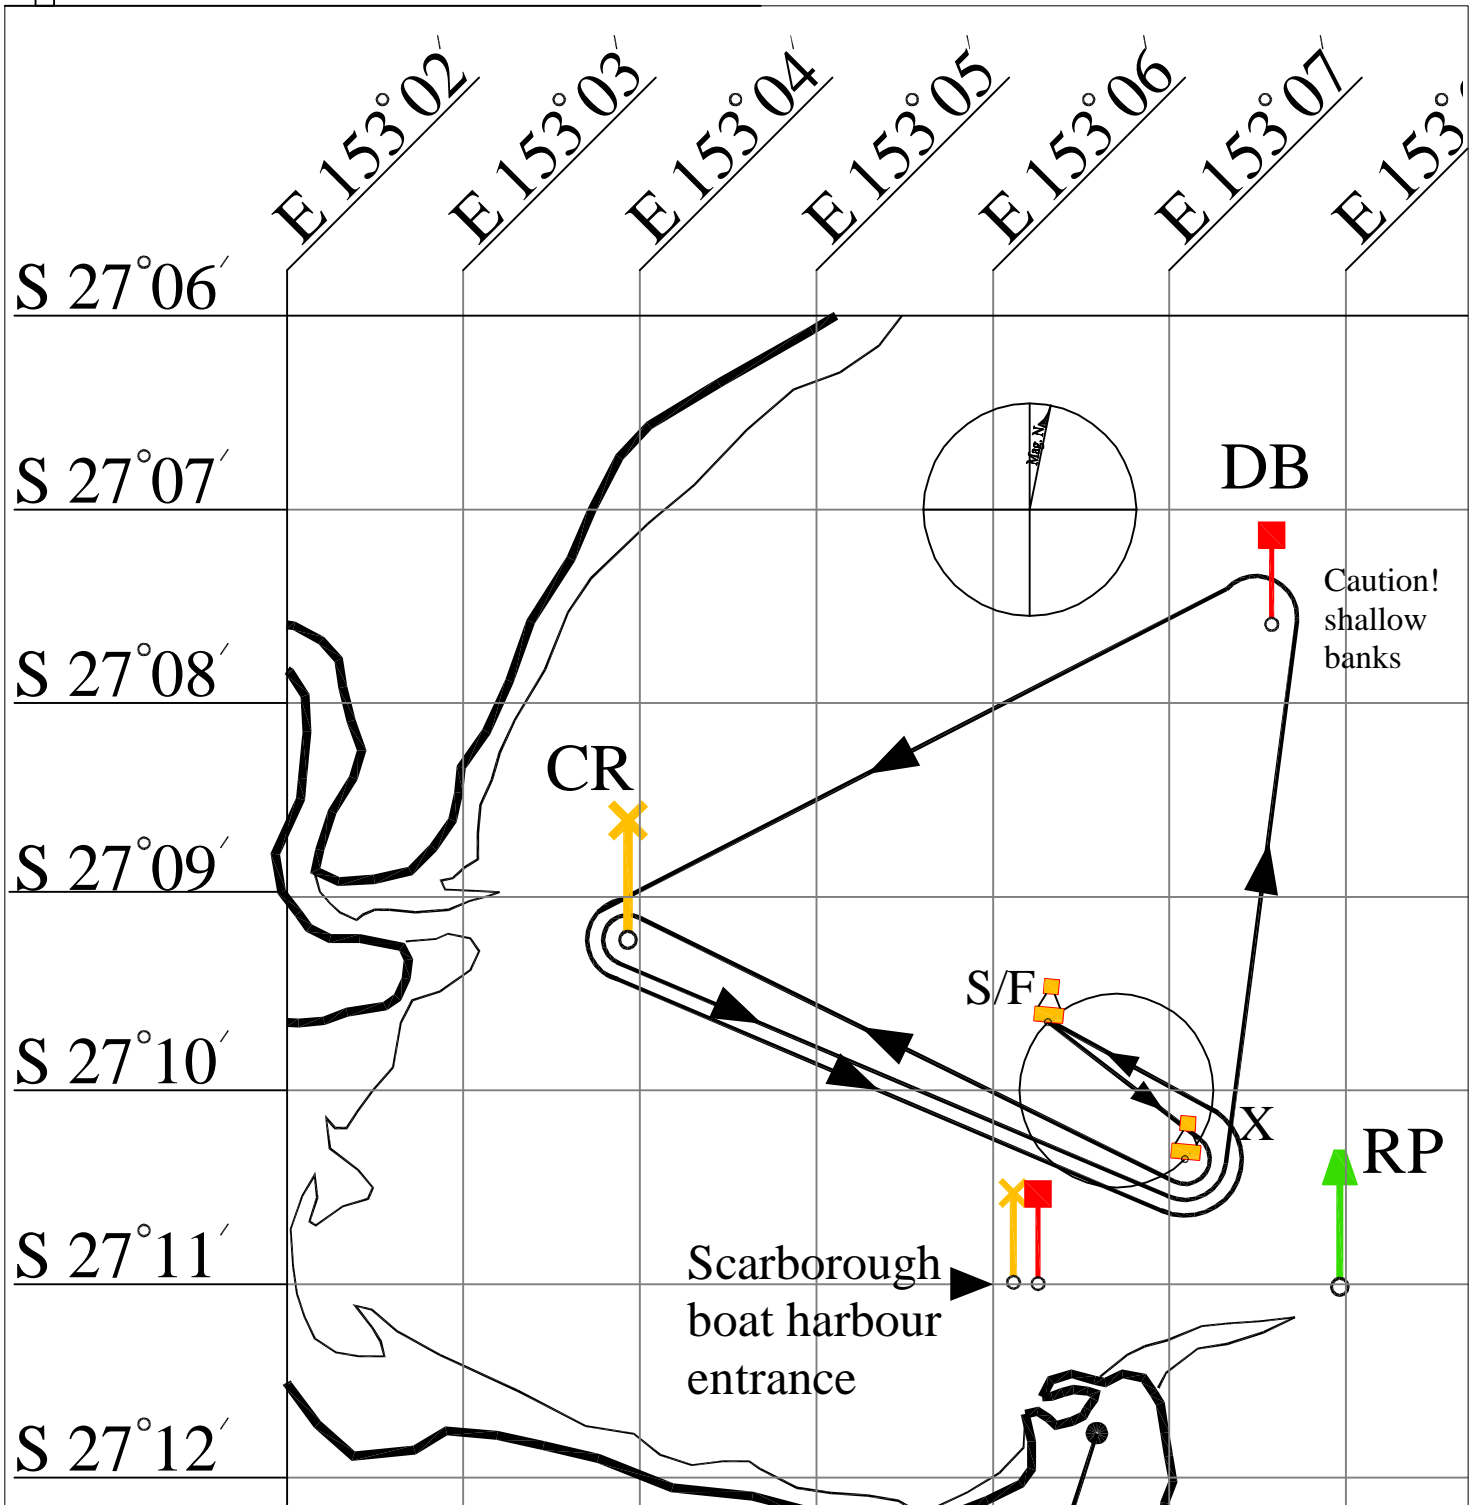 E 153°02′
E 153°03′
E 153°04′
E 153°05′
E 153°06′
E 153°07′
E 153°
S 27°06′
Mag. N
S 27°07′
DB
Caution!
shallow
banks
S 27°08′
CR
S 27°09′
S/F
S 27°10′
X
RP
S 27°11′
Scarborough
boat harbour
entrance
S 27°12′